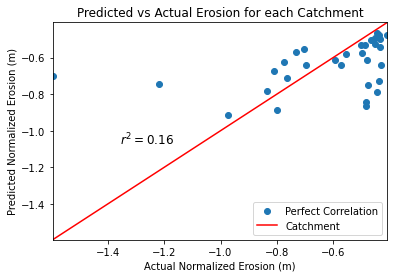 Predicted vs Actual Erosion for each Catchment
Predicted Normalized Erosion (m)
−0.6
−0.8
−1.0
−1.2
−1.4
r² = 0.16
Perfect Correlation
Catchment
−1.4 −1.2 −1.0 −0.8 −0.6
Actual Normalized Erosion (m)